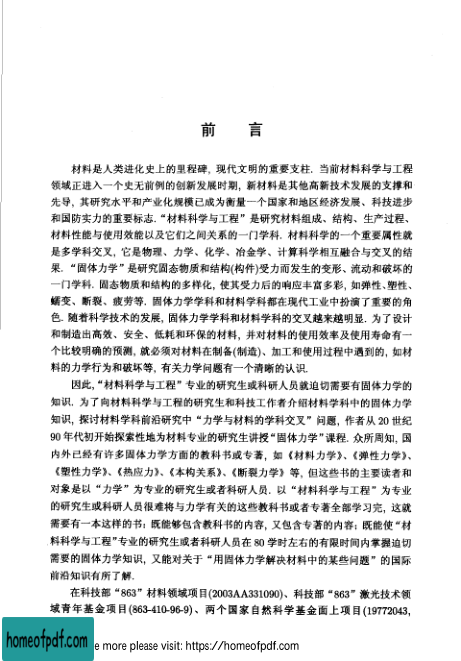 前 言
材料是人类进化史上的里程碑, 现代文明的重要支柱. 当前材料科学与工程
领域正进入一个史无前例的创新发展时期, 新材料是其他高新技术发展的支撑和
先导, 其研究水平和产业化规模已成为衡量一个国家和地区经济发展、科技进步
和国防实力的重要标志. “材料科学与工程”是研究材料组成、结构、生产过程、
材料性能与使用效能以及它们之间关系的一门科学. 材料科学的一个重要属性就
是多学科交叉, 它是物理、力学、化学、冶金学、计算科学相互融合与交叉的结
果. “固体力学”是研究固态物质和结构(构件)受力而发生的变形、流动和破坏的
一门科学. 固态物质和结构的多样化, 使其受力后的响应丰富多彩, 如弹性、塑性、
蠕变、断裂、疲劳等. 固体力学学科和材料学科都在现代工业中扮演了重要的角
色. 随着科学技术的发展, 固体力学学科和材料学科的交叉越来越明显. 为了设计
和制造出高效、安全、低耗和环保的材料, 并对材料的使用效率及使用寿命有一
个比较明确的预测, 就必须对材料在制备(制造)、加工和使用过程中遇到的, 如材
料的力学行为和破坏等, 有关力学问题有一个清晰的认识.
因此, “材料科学与工程”专业的研究生或科研人员就迫切需要有固体力学的
知识. 为了向材料科学与工程的研究生和科技工作者介绍材料学科中的固体力学
知识, 探讨材料学科前沿研究中“力学与材料的学科交叉”问题, 作者从 20 世纪
90 年代初开始探索性地为材料专业的研究生讲授“固体力学”课程. 众所周知, 国
内外已经有许多固体力学方面的教科书或专著, 如《材料力学》、《弹性力学》、
《塑性力学》、《热应力》、《本构关系》、《断裂力学》等, 但这些书的主要读者和
对象是以“力学”为专业的研究生或者科研人员. 以“材料科学与工程”为专业
的研究生或科研人员很难将与力学有关的这些教科书或者专著全部学习完, 这就
需要有一本这样的书: 既能够包含教科书的内容, 又包含专著的内容; 既能使“材
料科学与工程”专业的研究生或者科研人员在 80 学时左右的有限时间内掌握迫切
需要的固体力学知识, 又能对关于“用固体力学解决材料中的某些问题”的国际
前沿知识有所了解.
在科技部“863”材料领域项目(2003AA331090)、科技部“863”激光技术领
域青年基金项目(863-410-96-9)、两个国家自然科学基金面上项目(19772043,
homeofpdf.com
e more please visit: https://homeofpdf.com